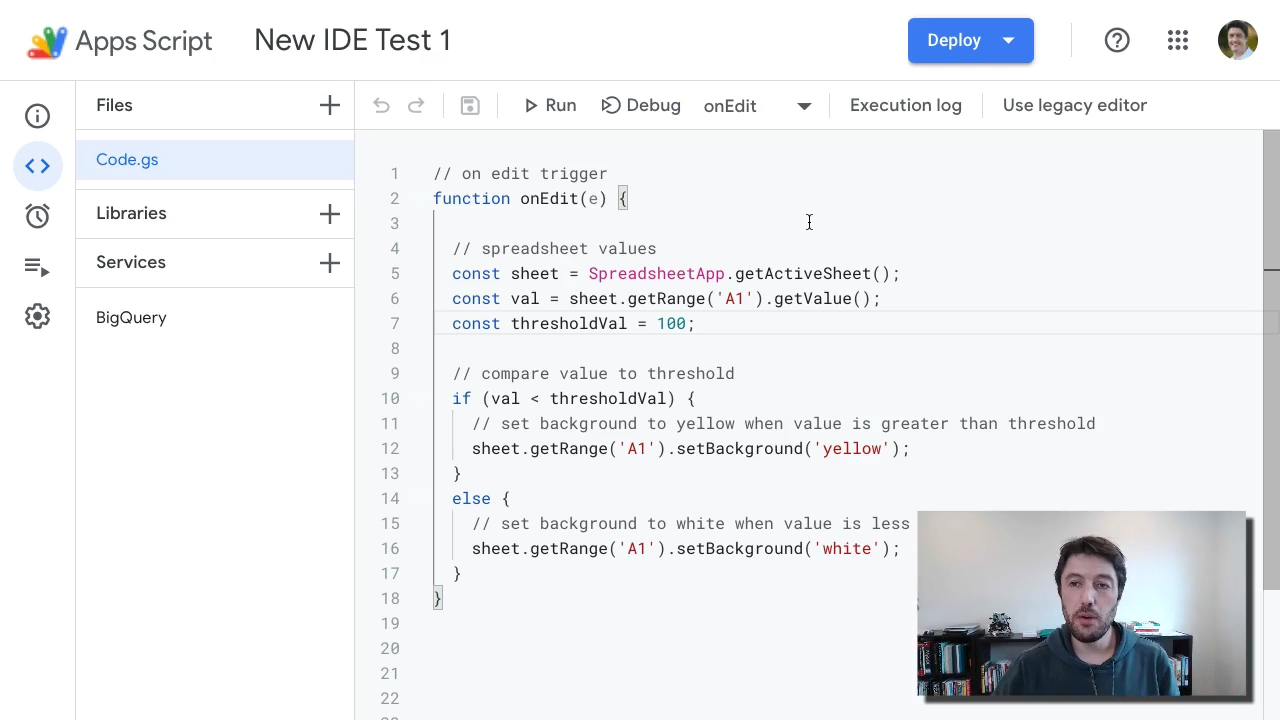 Apps Script
New IDE Test 1
Deploy
Files
Run
Debug
onEdit
Execution log
Use legacy editor
Code.gs
Libraries
Services
BigQuery
1 // on edit trigger
2 function onEdit(e) {
3
4 // spreadsheet values
5 const sheet = SpreadsheetApp.getActiveSheet();
6 const val = sheet.getRange('A1').getValue();
7 const thresholdVal = 100;
8
9 // compare value to threshold
10 if (val < thresholdVal) {
11 // set background to yellow when value is greater than threshold
12 sheet.getRange('A1').setBackground('yellow');
13 }
14 else {
15 // set background to white when value is less
16 sheet.getRange('A1').setBackground('white');
17 }
18 }
19
20
21
22